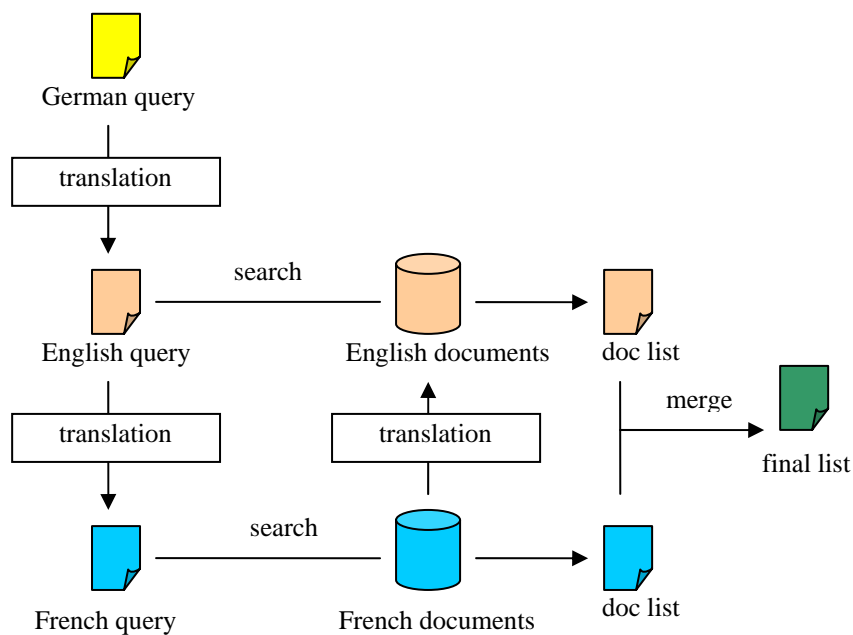 German query
translation
search
English query
English documents
doc list
merge
translation
translation
final list
search
French query
French documents
doc list